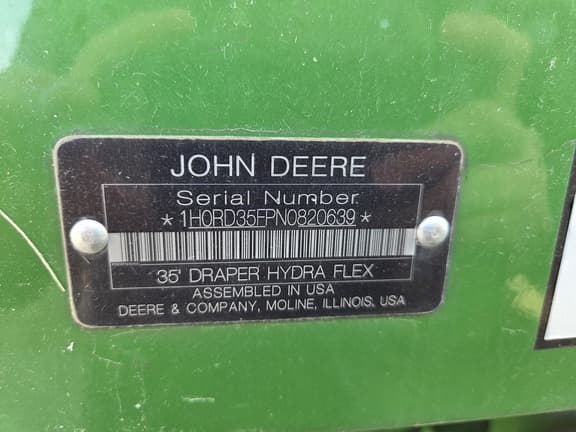 JOHN DEERE
Serial Number
*1H0RD35FPN0820639*
35' DRAPER HYDRA FLEX
ASSEMBLED IN USA
DEERE & COMPANY, MOLINE, ILLINOIS, USA